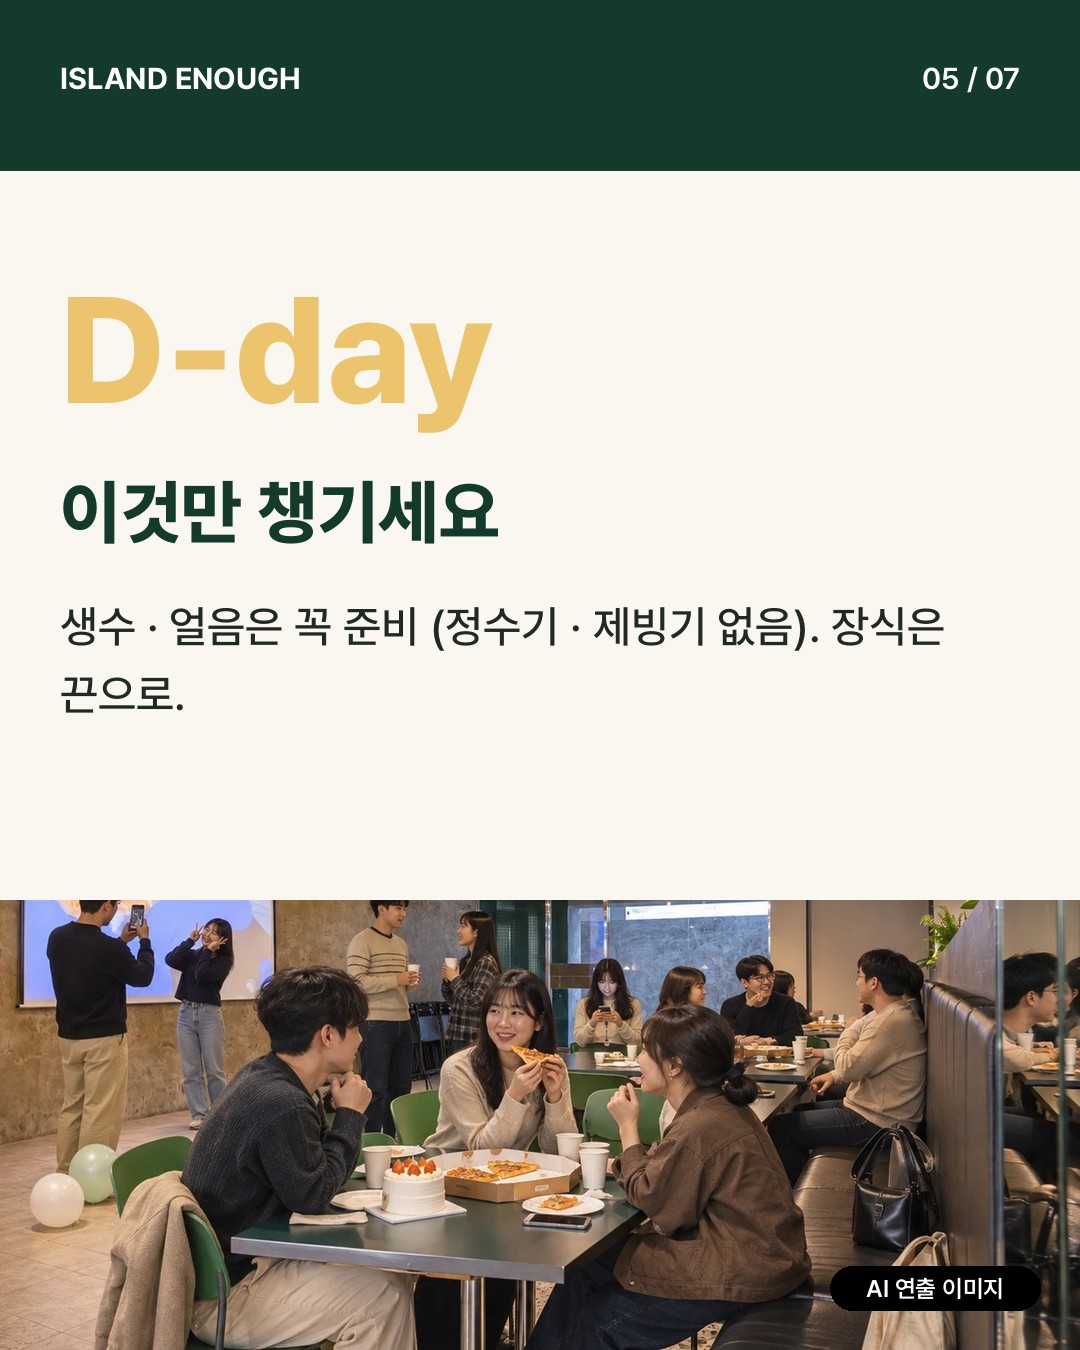 ISLAND ENOUGH
05 / 07
D-day
이것만 챙기세요
생수 · 얼음은 꼭 준비 (정수기 · 제빙기 없음). 장식은
끈으로.
AI 연출 이미지